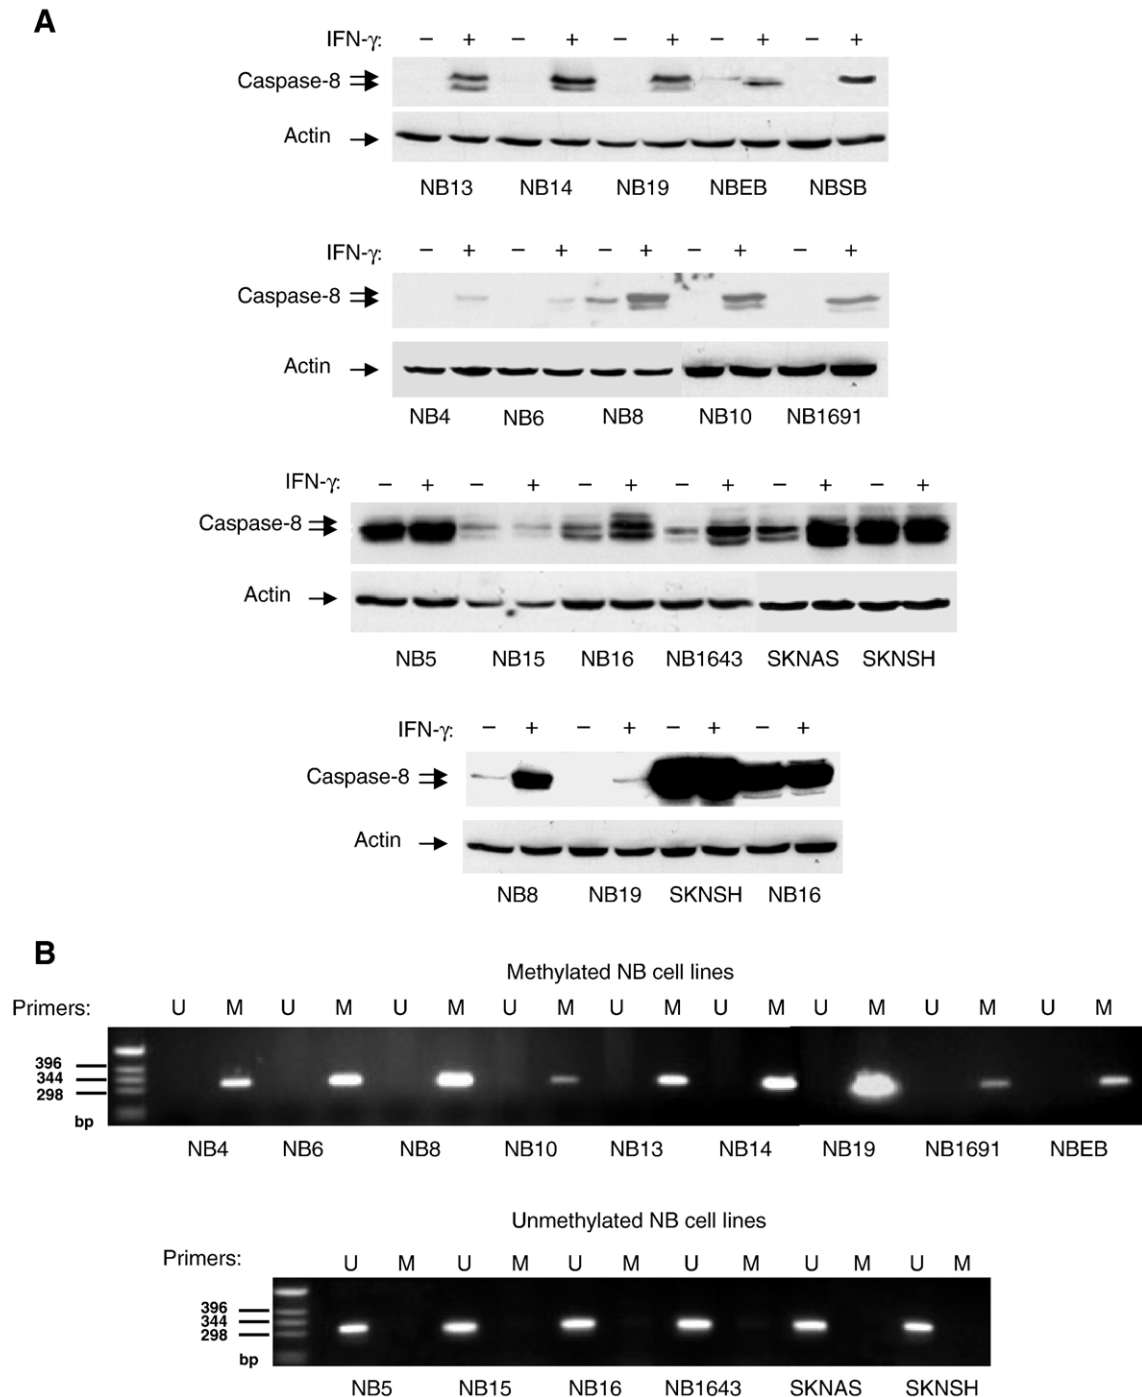 A
IFN-γ: − + − + − + − + − +
Caspase-8
Actin
NB13 NB14 NB19 NBEB NBSB
IFN-γ: − + − + − + − + − +
Caspase-8
Actin
NB4 NB6 NB8 NB10 NB1691
IFN-γ: − + − + − + − + − + − +
Caspase-8
Actin
NB5 NB15 NB16 NB1643 SKNAS SKNSH
IFN-γ: − + − + − + − +
Caspase-8
Actin
NB8 NB19 SKNSH NB16
B
Methylated NB cell lines
Primers: U M U M U M U M U M U M U M U M U M
396
344
298
bp
NB4 NB6 NB8 NB10 NB13 NB14 NB19 NB1691 NBEB
Unmethylated NB cell lines
Primers: U M U M U M U M U M U M
396
344
298
bp
NB5 NB15 NB16 NB1643 SKNAS SKNSH